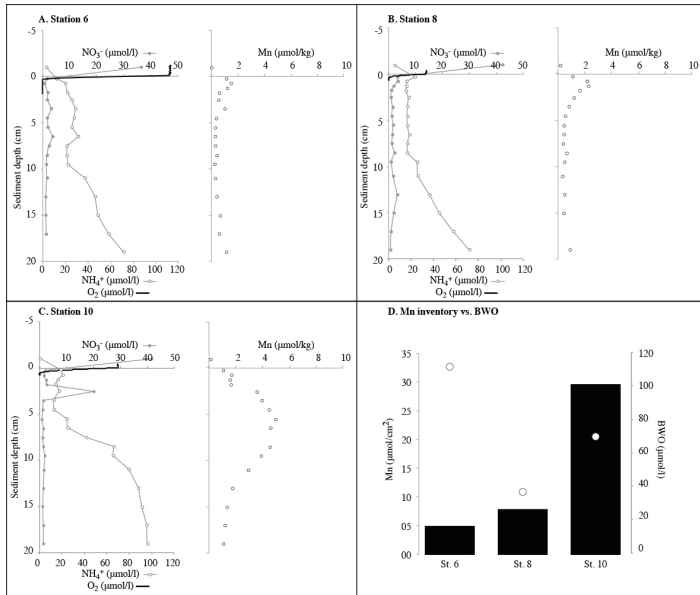 A. Station 6
NO₃⁻ (μmol/l)
0 10 20 30 40 50
-5
0
5
10
15
20
Sediment depth (cm)
0 20 40 60 80 100 120
NH₄⁺ (μmol/l)
O₂ (μmol/l)
Mn (μmol/kg)
0 2 4 6 8 10
B. Station 8
NO₃⁻ (μmol/l)
0 10 20 30 40 50
-5
0
5
10
15
20
Sediment depth (cm)
0 20 40 60 80 100 120
NH₄⁺ (μmol/l)
O₂ (μmol/l)
Mn (μmol/kg)
0 2 4 6 8 10
C. Station 10
NO₃⁻ (μmol/l)
10 20 30 40 50
-5
0
5
10
15
20
Sediment depth (cm)
0 20 40 60 80 100 120
NH₄⁺ (μmol/l)
O₂ (μmol/l)
Mn (μmol/kg)
0 2 4 6 8 10
D. Mn inventory vs. BWO
35
30
25
20
15
10
05
00
Mn (μmol/cm²)
120
100
80
60
40
20
0
BWO (μmol/l)
St. 6 St. 8 St. 10